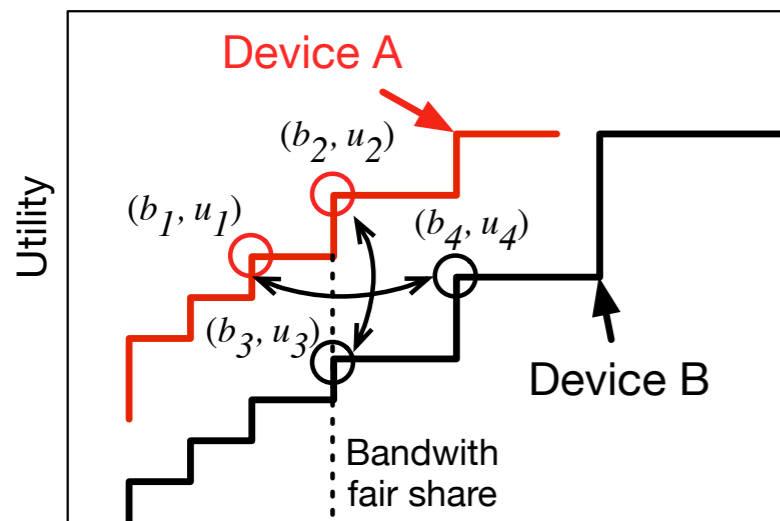 Device A
(b2, u2)
(b1, u1)
(b4, u4)
Utility
(b3, u3)
Device B
Bandwith
fair share